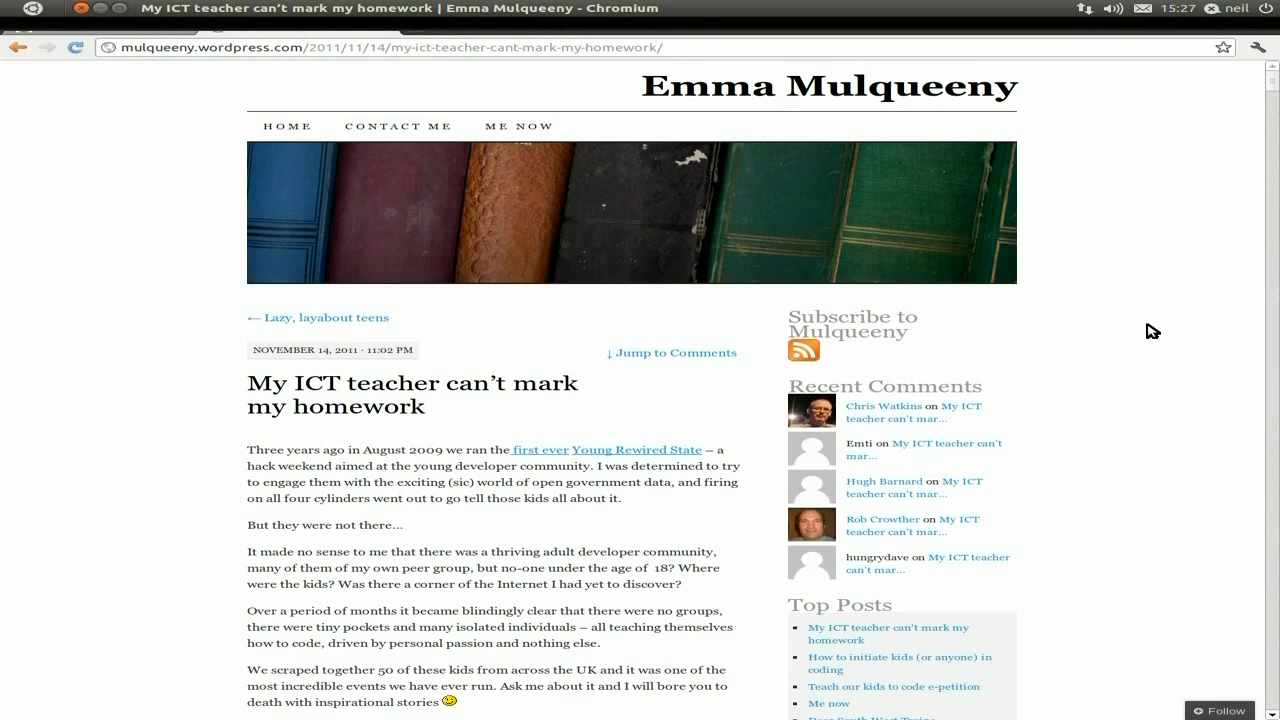 My ICT teacher can't mark my homework | Emma Mulqueeny - Chromium
15:27
neil
mulqueeny.wordpress.com/2011/11/14/my-ict-teacher-cant-mark-my-homework/
Emma Mulqueeny
HOME
CONTACT ME
ME NOW
← Lazy, layabout teens
NOVEMBER 14, 2011 · 11:02 PM
↓ Jump to Comments
My ICT teacher can't mark
my homework
Three years ago in August 2009 we ran the first ever Young Rewired State – a
hack weekend aimed at the young developer community. I was determined to try
to engage them with the exciting (sic) world of open government data, and firing
on all four cylinders went out to go tell those kids all about it.
But they were not there…
It made no sense to me that there was a thriving adult developer community,
many of them of my own peer group, but no-one under the age of 18? Where
were the kids? Was there a corner of the Internet I had yet to discover?
Over a period of months it became blindingly clear that there were no groups,
there were tiny pockets and many isolated individuals – all teaching themselves
how to code, driven by personal passion and nothing else.
We scraped together 50 of these kids from across the UK and it was one of the
most incredible events we have ever run. Ask me about it and I will bore you to
death with inspirational stories
Subscribe to
Mulqueeny
Recent Comments
Chris Watkins on My ICT
teacher can't mar…
Emti on My ICT teacher can't
mar…
Hugh Barnard on My ICT
teacher can't mar…
Rob Crowther on My ICT
teacher can't mar…
hungrydave on My ICT teacher
can't mar…
Top Posts
My ICT teacher can't mark my
homework
How to initiate kids (or anyone) in
coding
Teach our kids to code e-petition
Me now
Dear South West Trains
Follow